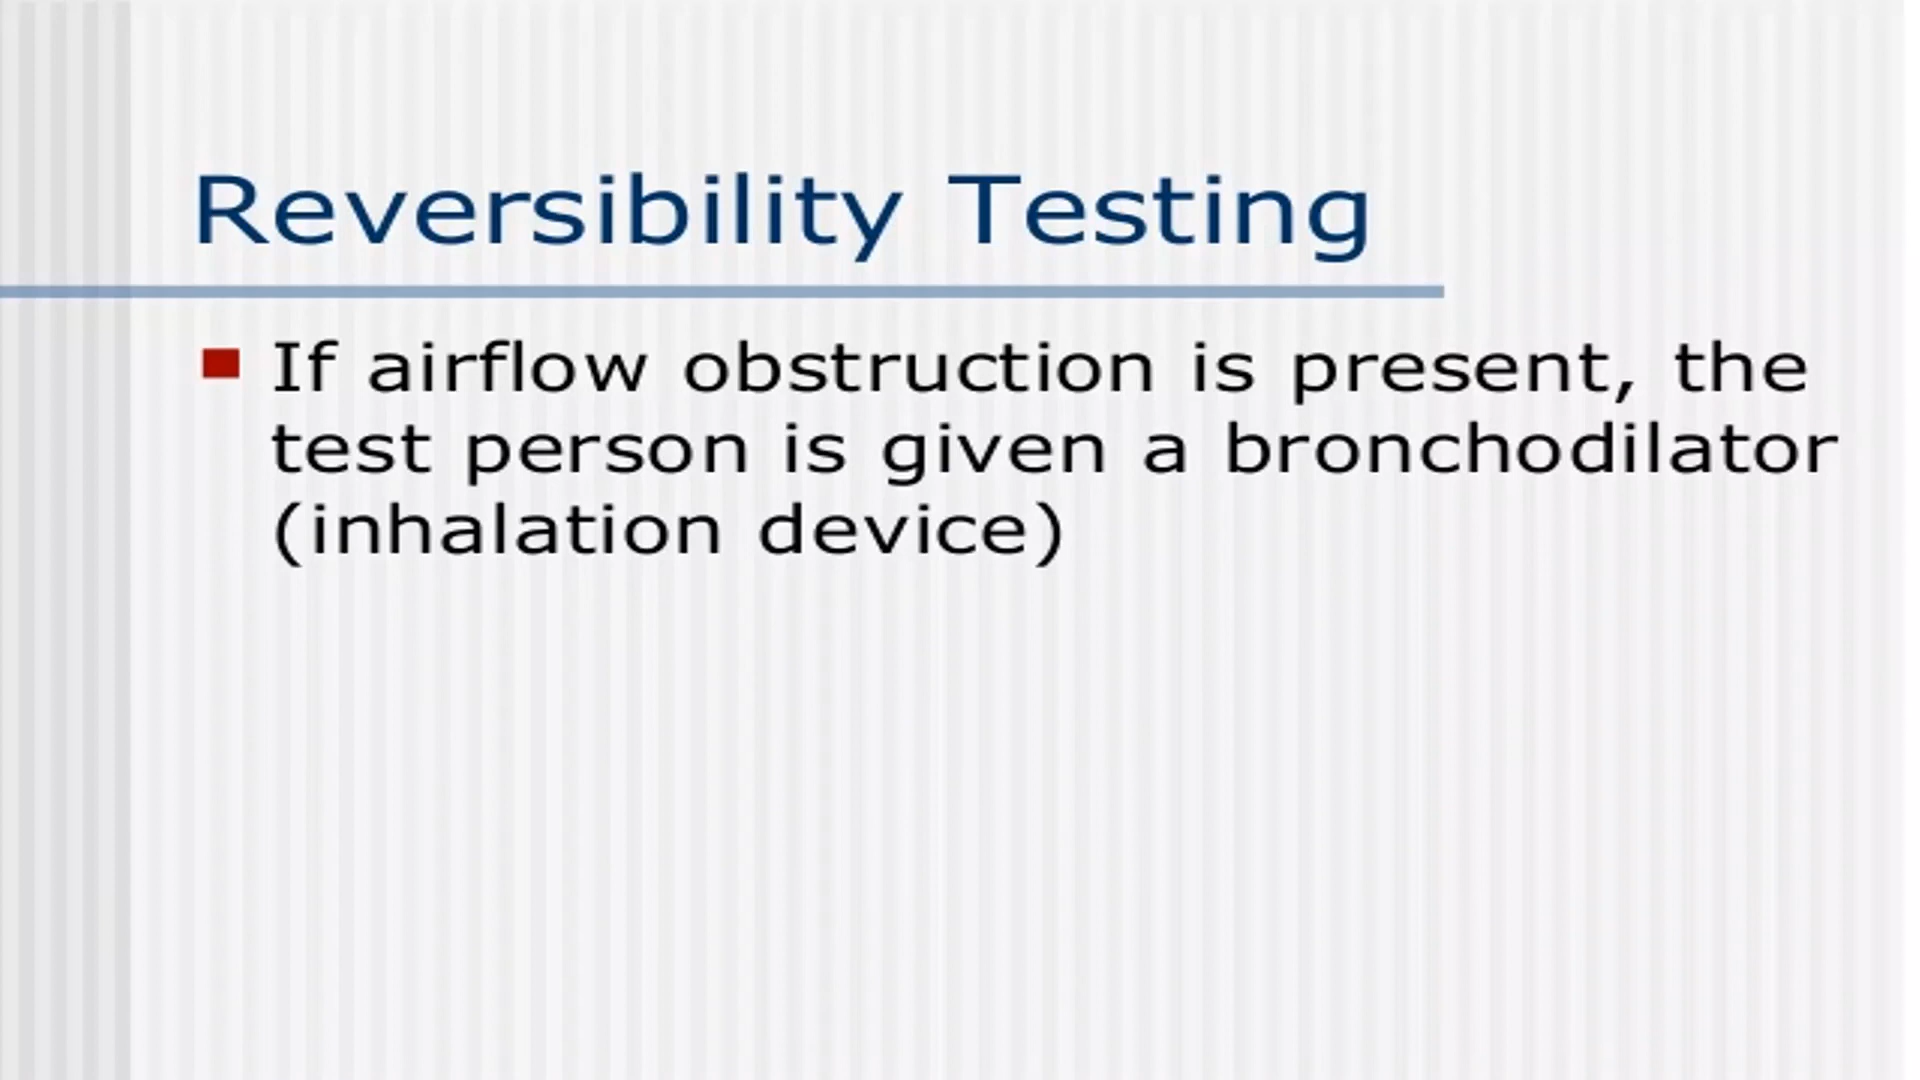 Reversibility Testing
If airflow obstruction is present, the
test person is given a bronchodilator
(inhalation device)